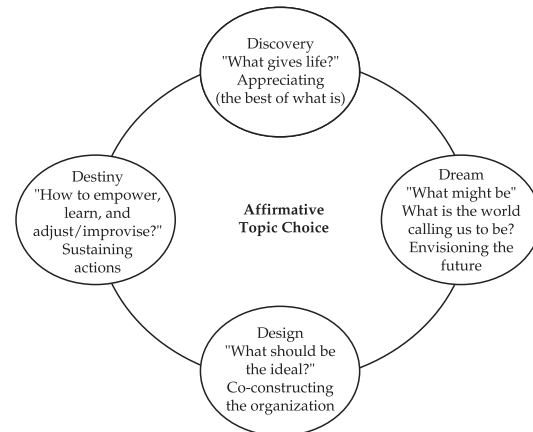 Discovery
"What gives life?"
Appreciating
(the best of what is)
Dream
"What might be"
What is the world
calling us to be?
Envisioning the
future
Design
"What should be
the ideal?"
Co-constructing
the organization
Destiny
"How to empower,
learn, and
adjust/improvise?"
Sustaining
actions
Affirmative
Topic Choice